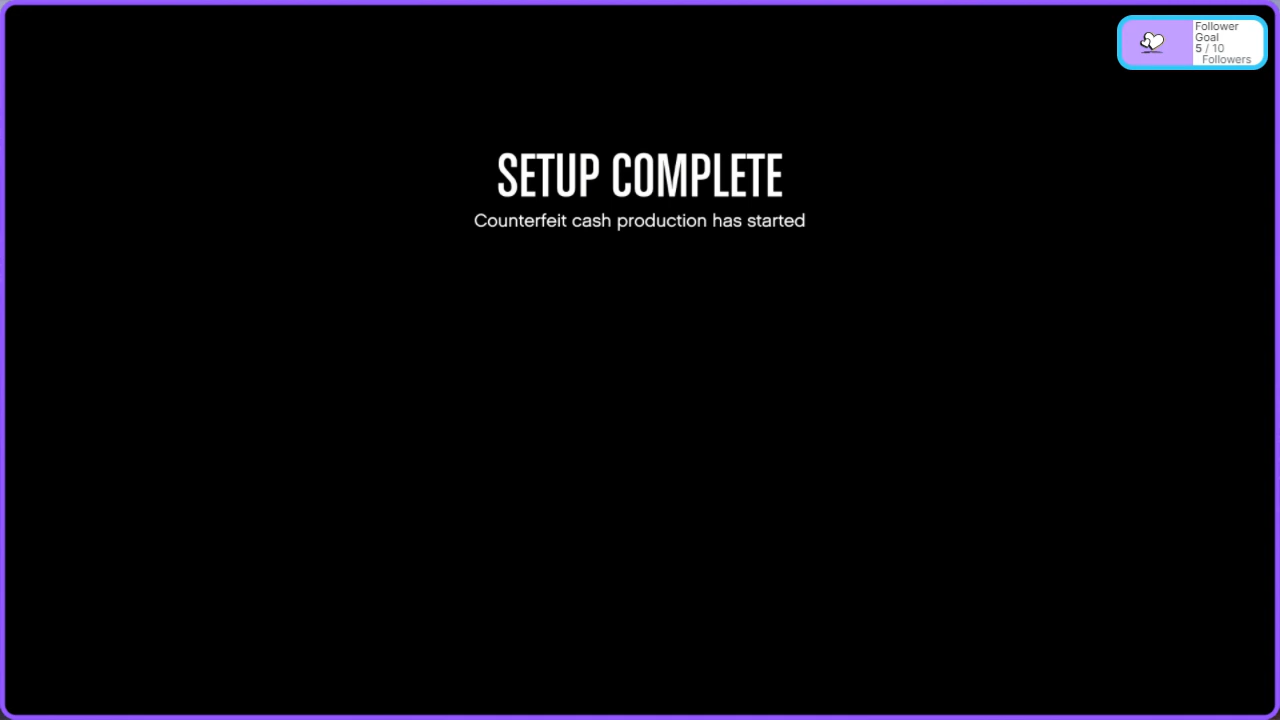 Follower
Goal
5 / 10
Followers
SETUP COMPLETE
Counterfeit cash production has started